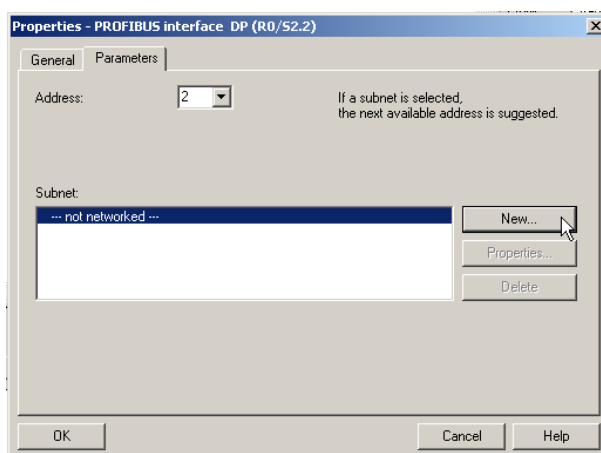 Properties - PROFIBUS interface DP (R0/S2.2)
General Parameters
Address: 2 If a subnet is selected,
the next available address is suggested.
Subnet:
--- not networked ---
New...
Properties...
Delete
OK Cancel Help